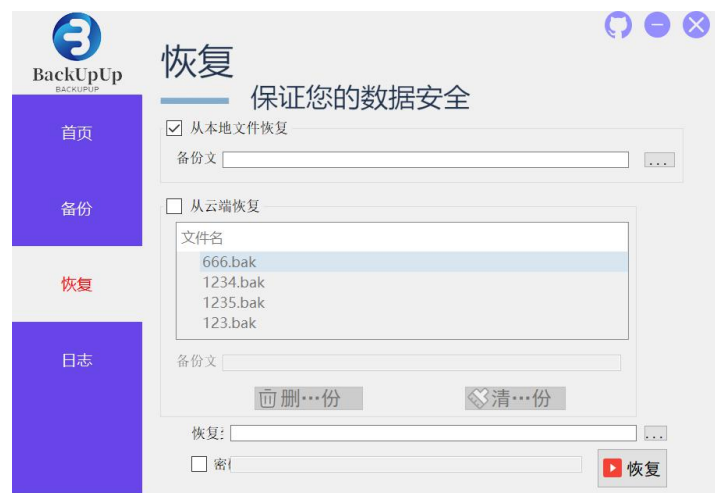 BackUpUp
BACKUPUP
首页
备份
恢复
日志
恢复
保证您的数据安全
从本地文件恢复
备份文
...
从云端恢复
文件名
666.bak
1234.bak
1235.bak
123.bak
备份文
删…份
清…份
恢复
...
恢复